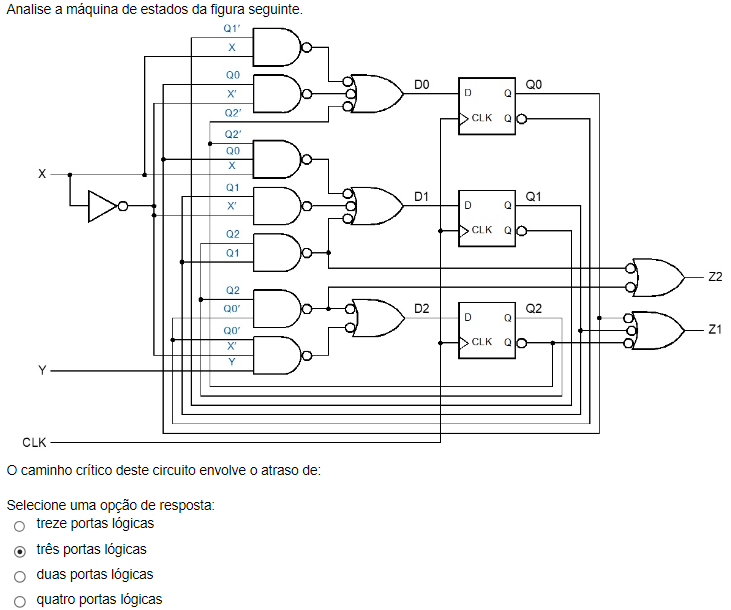 Analise a máquina de estados da figura seguinte.
Q1'
X
Q0
X'
Q2'
D0
D
Q
CLK
Q
Q0
Q2'
Q0
X
X
Q1
X'
Q2
Q1
D1
D
Q
CLK
Q
Q1
Z2
Q2
Q0'
Q0'
X'
Y
D2
D
Q
CLK
Q
Q2
Z1
Y
CLK
O caminho crítico deste circuito envolve o atraso de:
Selecione uma opção de resposta:
treze portas lógicas
três portas lógicas
duas portas lógicas
quatro portas lógicas